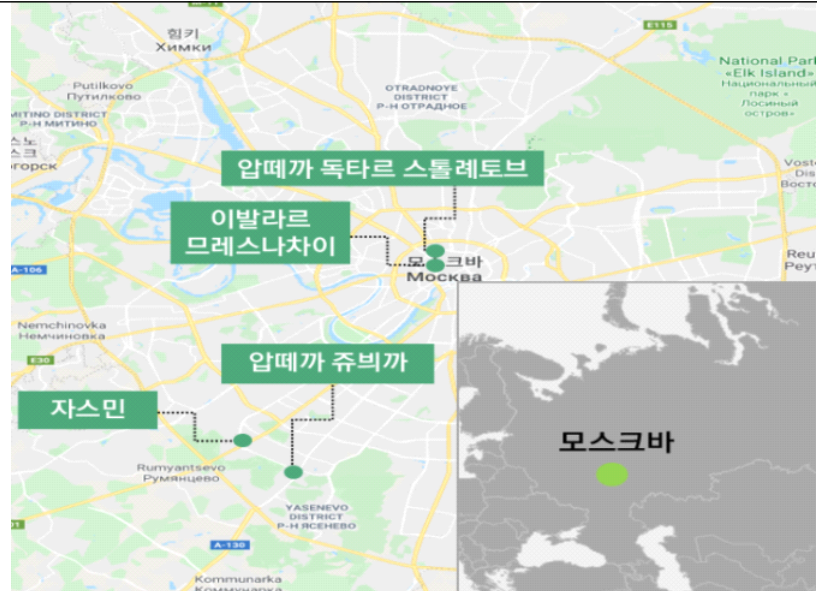 힘키
Химки
E115
National Park
«Elk Island»
Национальный
парк «
Лосиный
остров»
Putilkovo
Путилково
OTRADNOYE
DISTRICT
Р-Н ОТРАДНОЕ
MITINO DISTRICT
Р-Н МИТИНО
압떼까 독타르 스톨례토브
이발라르
므레스나차이
모스크바
Москва
A-106
Nemchinovka
Немчиновка
E30
압떼까 쥬븨까
자스민
모스크바
Rumyantsevo
Румянцево
YASENEVO
DISTRICT
Р-Н ЯСЕНЕВО
A-130
Kommunarka